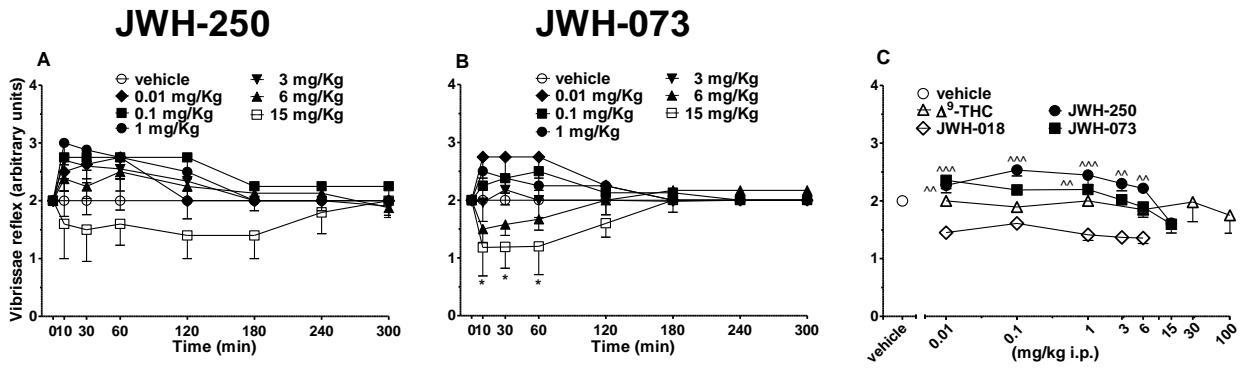 JWH-250
JWH-073
A
vehicle
0.01 mg/Kg
0.1 mg/Kg
1 mg/Kg
3 mg/Kg
6 mg/Kg
15 mg/Kg
Vibrissae reflex (arbitrary units)
4
3
2
1
0
0 10 30 60 120 180 240 300
Time (min)
B
vehicle
0.01 mg/Kg
0.1 mg/Kg
1 mg/Kg
3 mg/Kg
6 mg/Kg
15 mg/Kg
4
3
2
1
0
* * *
0 10 30 60 120 180 240 300
Time (min)
C
vehicle
Δ9-THC
JWH-018
JWH-250
JWH-073
4
3
2
1
0
^^^ ^^^ ^^^ ^^ ^^
^^ ^^
vehicle 0.01 0.1 1 3 6 15 30 100
(mg/kg i.p.)